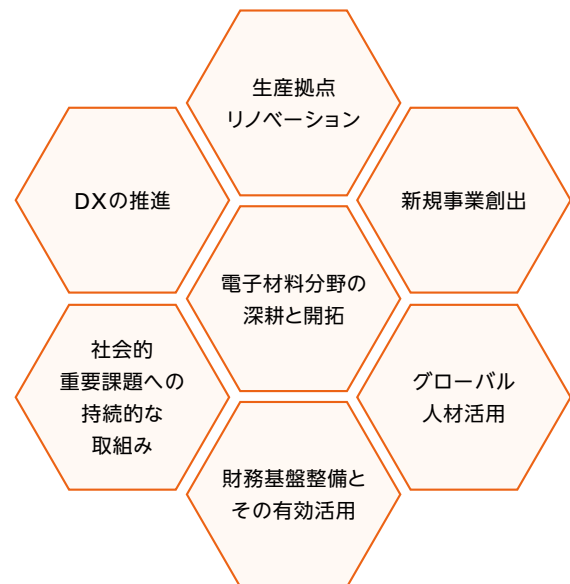 生産拠点
リノベーション
DXの推進
新規事業創出
電子材料分野の
深耕と開拓
社会的
重要課題への
持続的な
取組み
グローバル
人材活用
財務基盤整備と
その有効活用